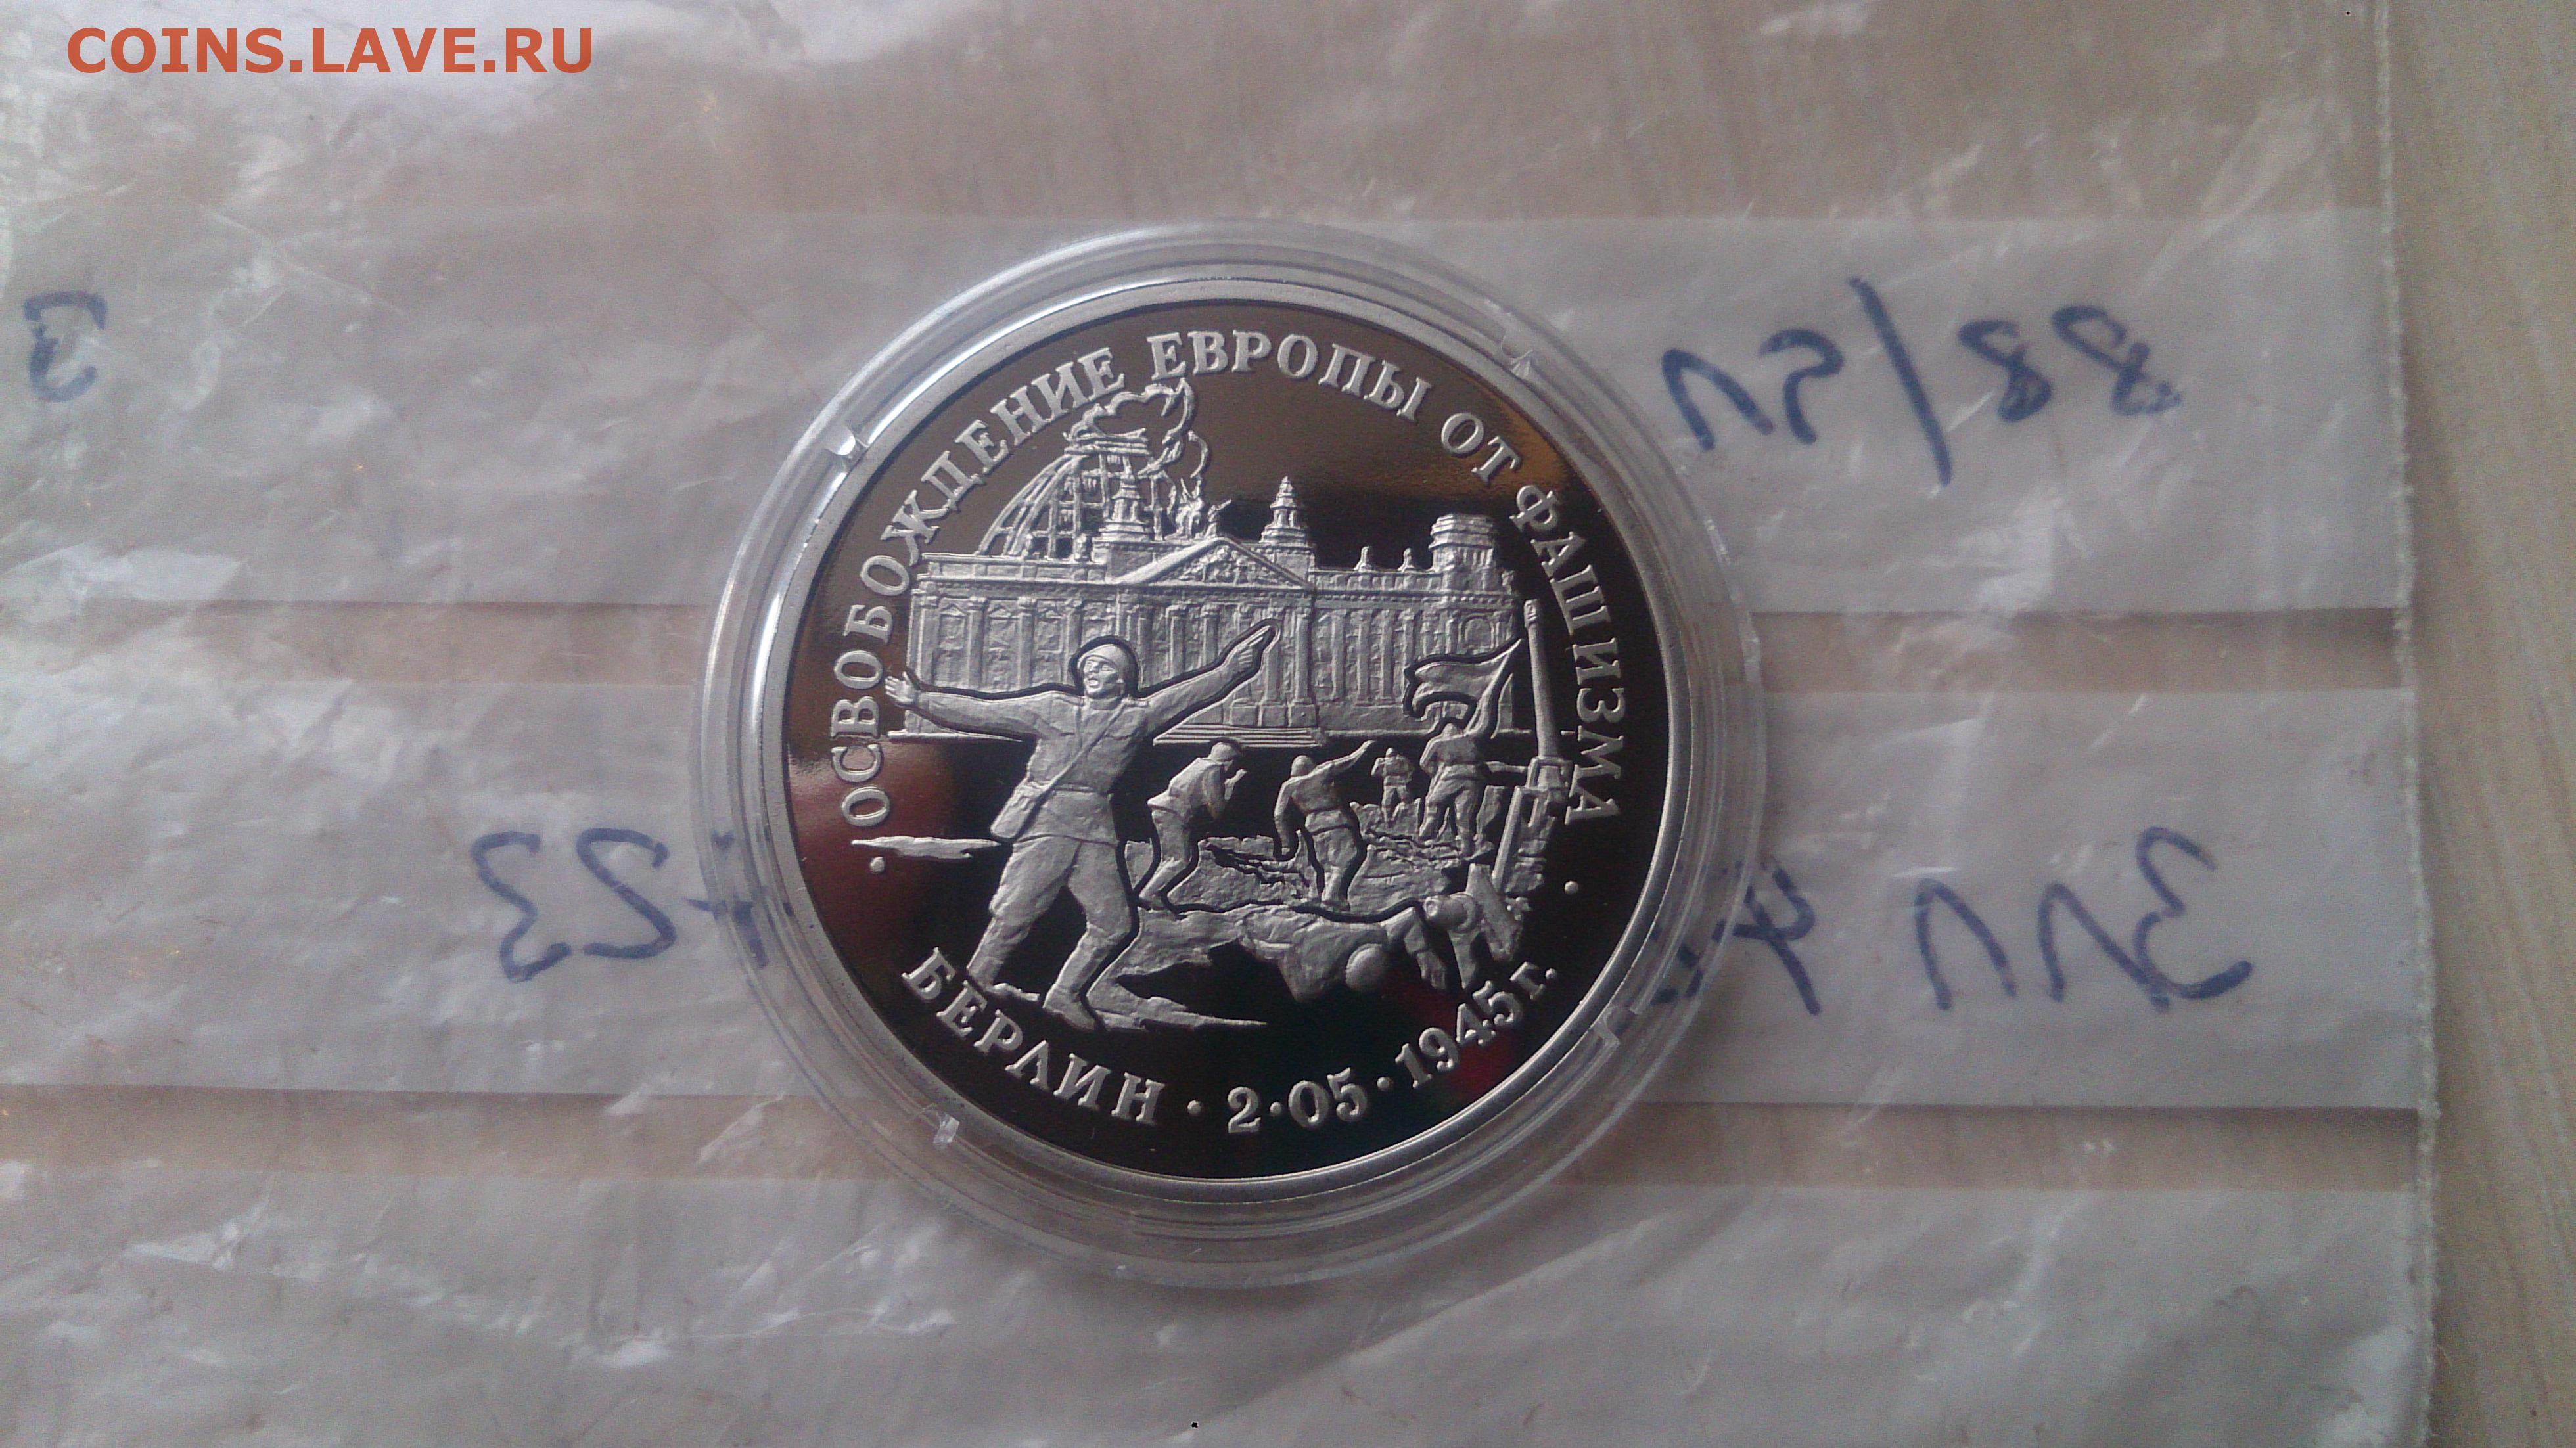 COINS.LAVE.RU
· ОСВОБОЖДЕНИЕ ЕВРОПЫ ОТ ФАШИЗМА ·
БЕРЛИН · 2 · 05 · 1945 г.